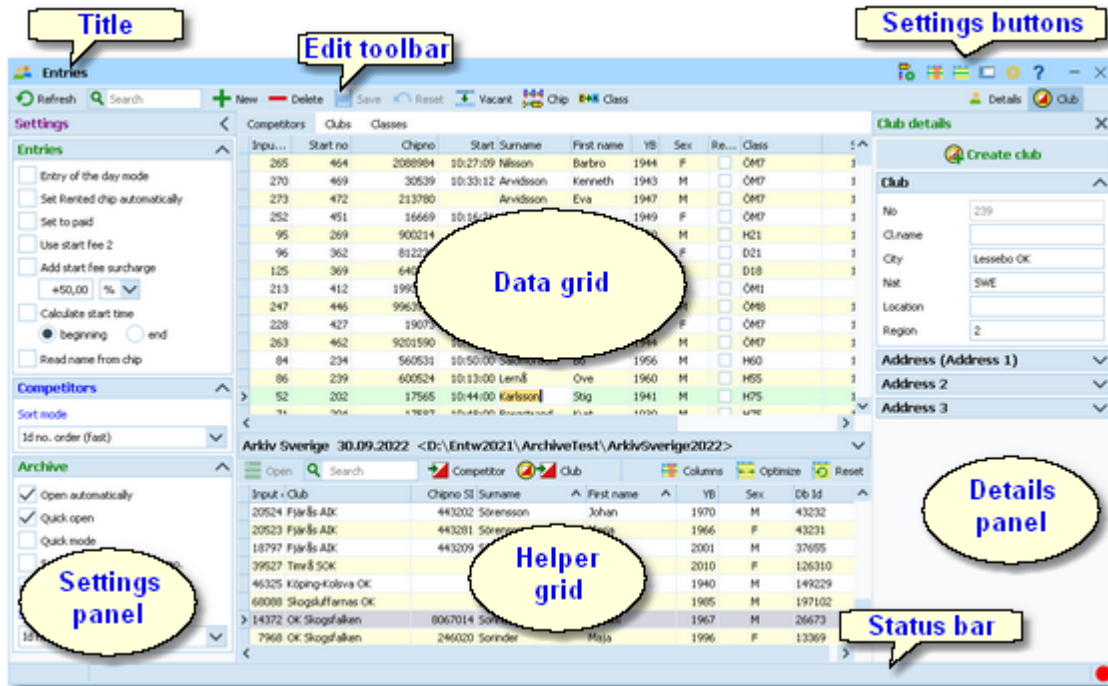 Title
Settings buttons
Edit toolbar
Entries
Refresh Search New Delete Save Reset Vacant Chip Class Details Club
Settings Competitors Clubs Classes Club details
Entries
Inpu... Start no Chipno Start Surname First name YB Sex Re... Class
Create club
Entry of the day mode
265 464 2088984 10:27:09 Nilsson Barbro 1944 F ÖM7
270 469 30539 10:33:12 Arvidsson Kenneth 1943 M ÖM7
Club
Set Rented chip automatically
273 472 213780 Arvidsson Eva 1947 M ÖM7
No 239
Set to paid
252 451 16669 1949 F ÖM7
Cl.name
Use start fee 2
95 269 900214 M H21
City Lessebo OK
Add start fee surcharge
96 362 D21
+50,00 %
125 369 D18
Nat SWE
213 412 ÖM1
Data grid
Calculate start time
247 446 M ÖM8
Location
beginning end
228 427 F ÖM7
Region 2
263 462 9201590 M ÖM7
Read name from chip
84 234 560531 10:50:00 1956 M H60
Address (Address 1)
Competitors
86 239 600524 10:13:00 Lernå Ove 1960 M H55
Address 2
Sort mode
52 202 17565 10:44:00 Karlsson Stig 1941 M H75
Address 3
Id no. order (fast)
Arkiv Sverige 30.09.2022 <D:\Entw2021\ArchiveTest\ArkivSverige2022>
Archive
Open Search Competitor Club Columns Optimize Reset
Open automatically
Input Club Chipno SI Surname First name YB Sex Db Id
Quick open
20524 Fjärås AIK 443202 Sörensson Johan 1970 M 43232
Quick mode
20523 Fjärås AIK 443281 1966 F 43231
18797 Fjärås AIK 443209 2001 M 37655
39527 Timrå SOK 2010 F 126310
46325 Köping-Kolsva OK 1940 M 149229
68088 Skogsluffarnas OK 1985 M 197102
14372 OK Skogsfalken 8067014 1967 M 26673
7968 OK Skogsfalken 246020 Sorinder Maja 1996 F 13369
Settings
panel
Helper
grid
Details
panel
Status bar